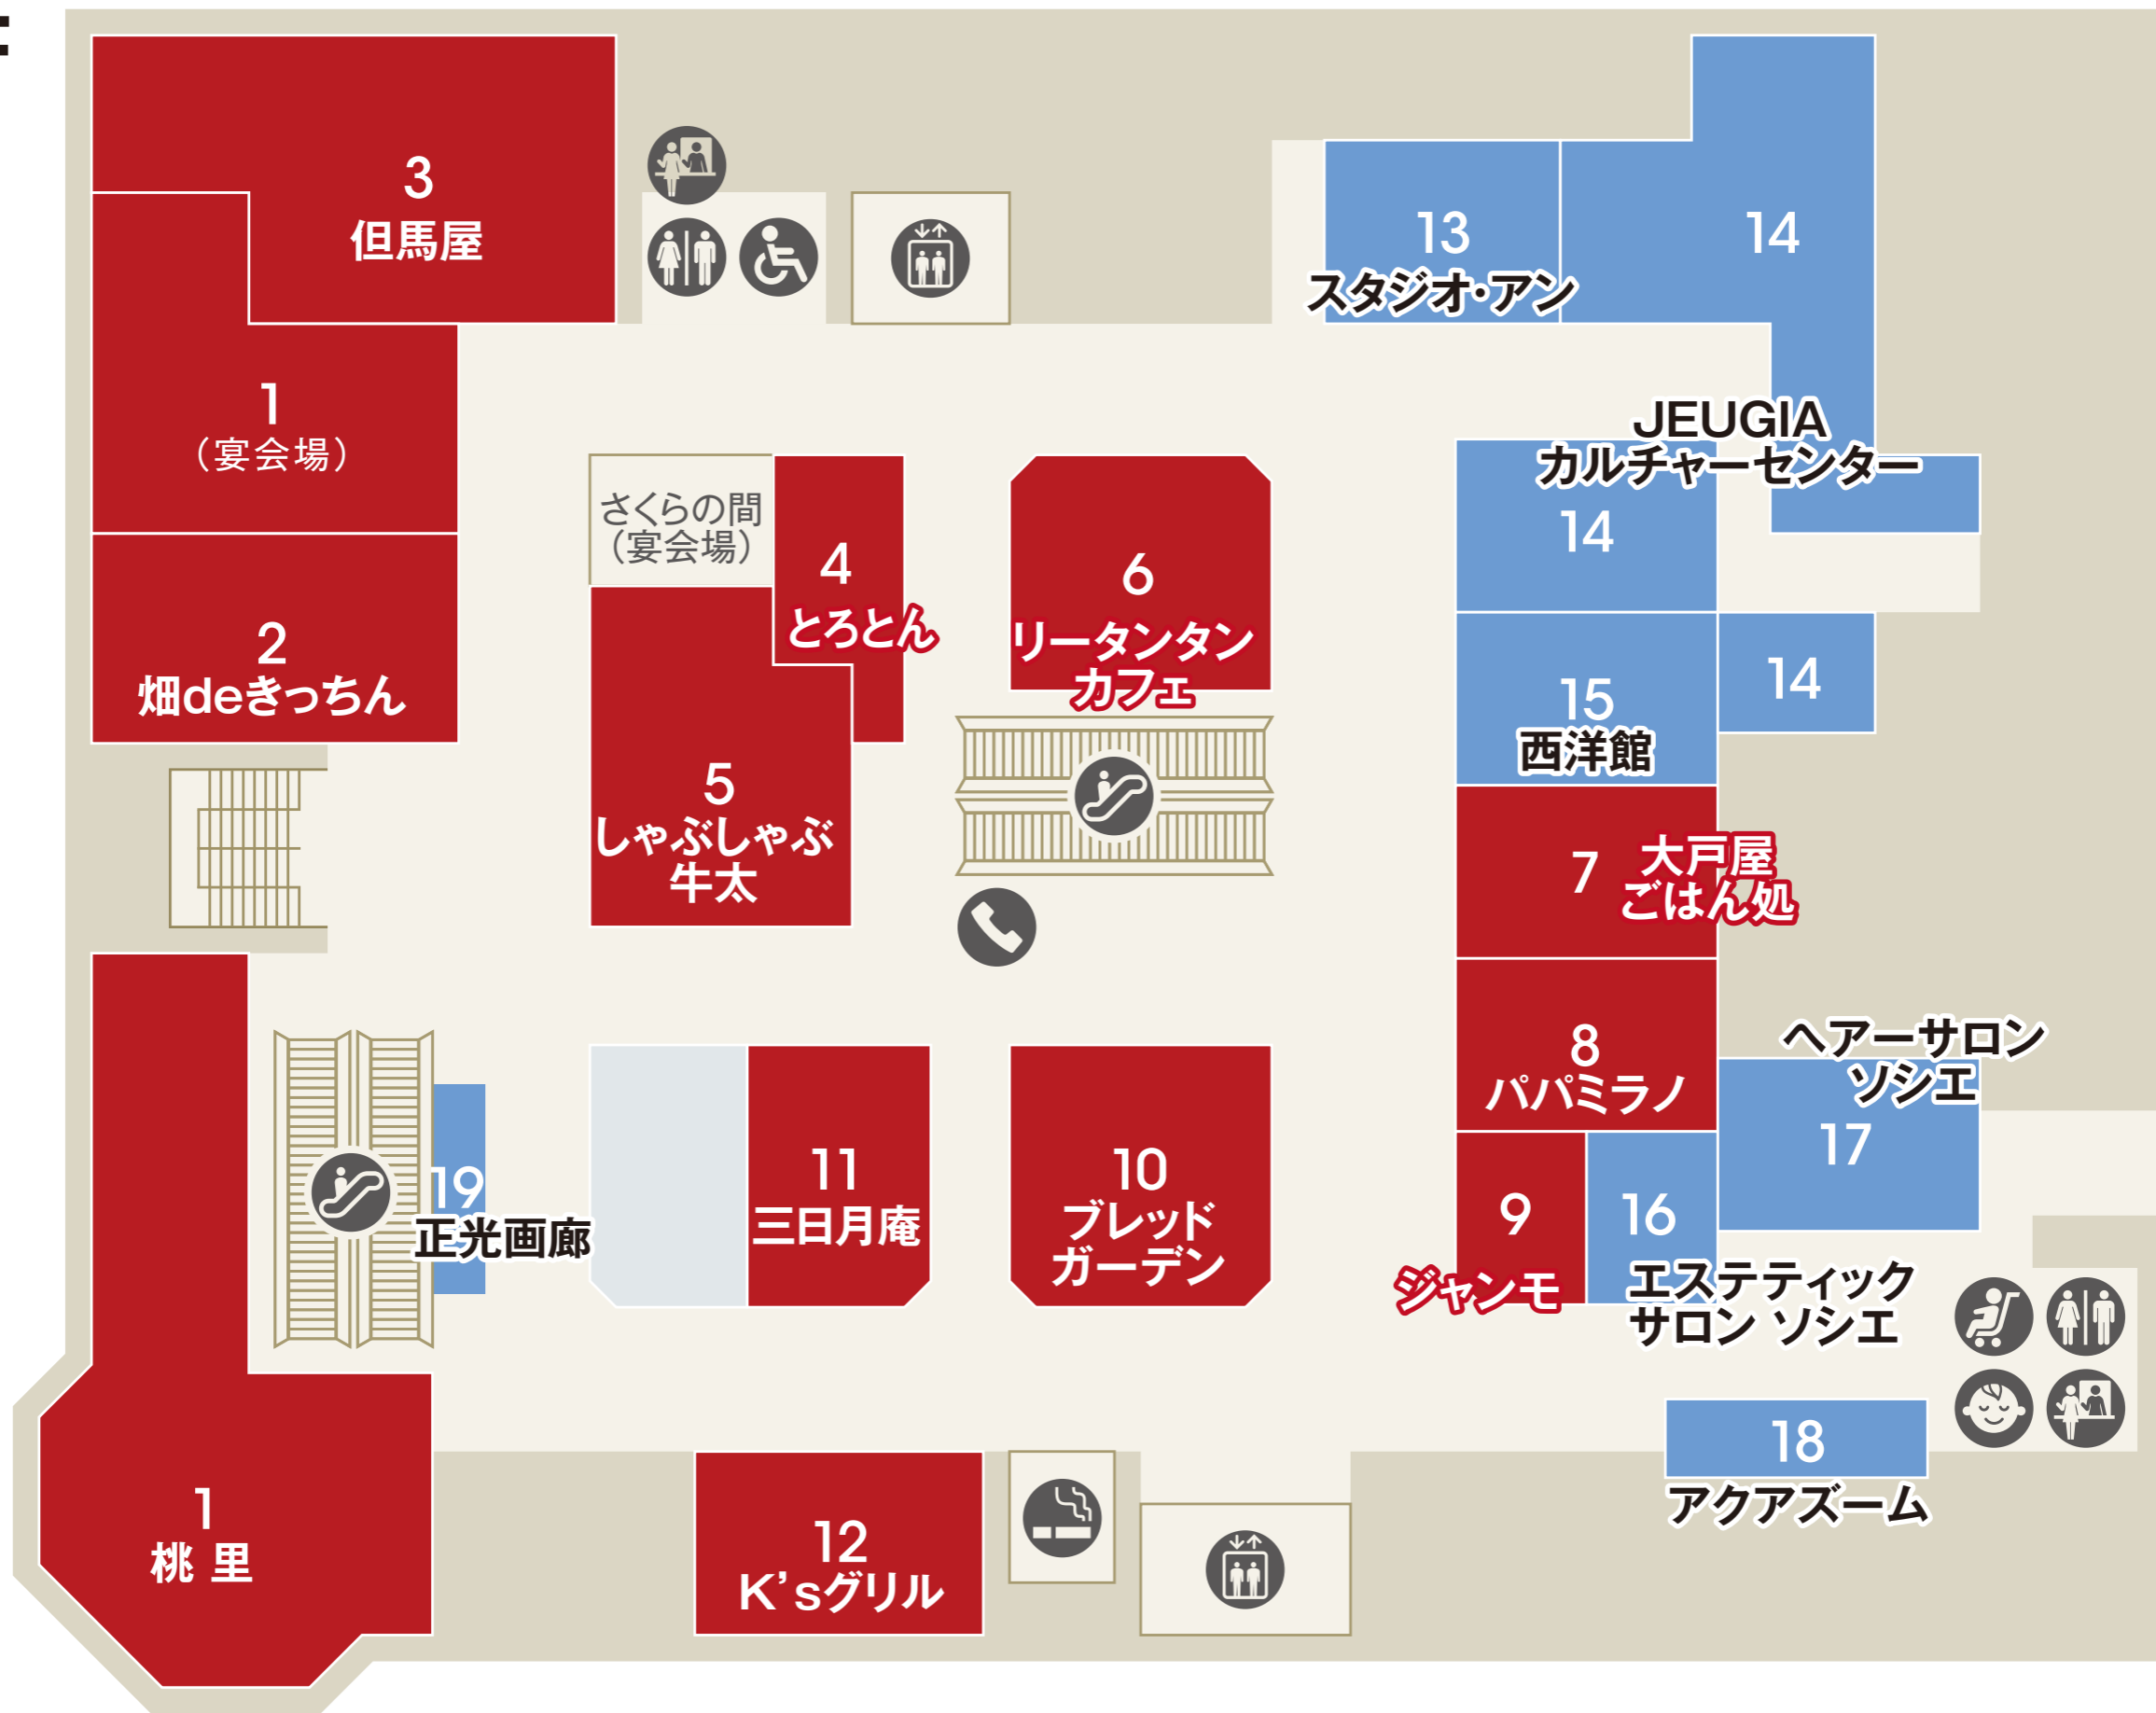 3
但馬屋
1
（宴会場）
2
畑deきっちん
さくらの間
（宴会場）
4
とろとん
5
しゃぶしゃぶ
牛太
6
リータンタン
カフェ
13
スタジオ・アン
14
JEUGIA
カルチャーセンター
14
15
西洋館
14
7
大戸屋
ごはん処
8
パパミラノ
ヘアーサロン
ソシエ
17
9
ジャンモ
16
エステティック
サロン ソシエ
18
アクアズーム
19
正光画廊
11
三日月庵
10
ブレッド
ガーデン
1
桃里
12
K'sグリル